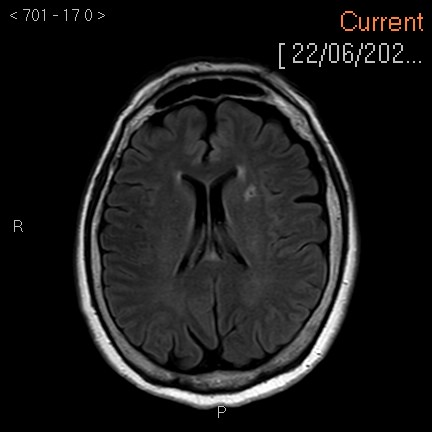 < 701 - 17 0 >
Current
[ 22/06/202...
R
P